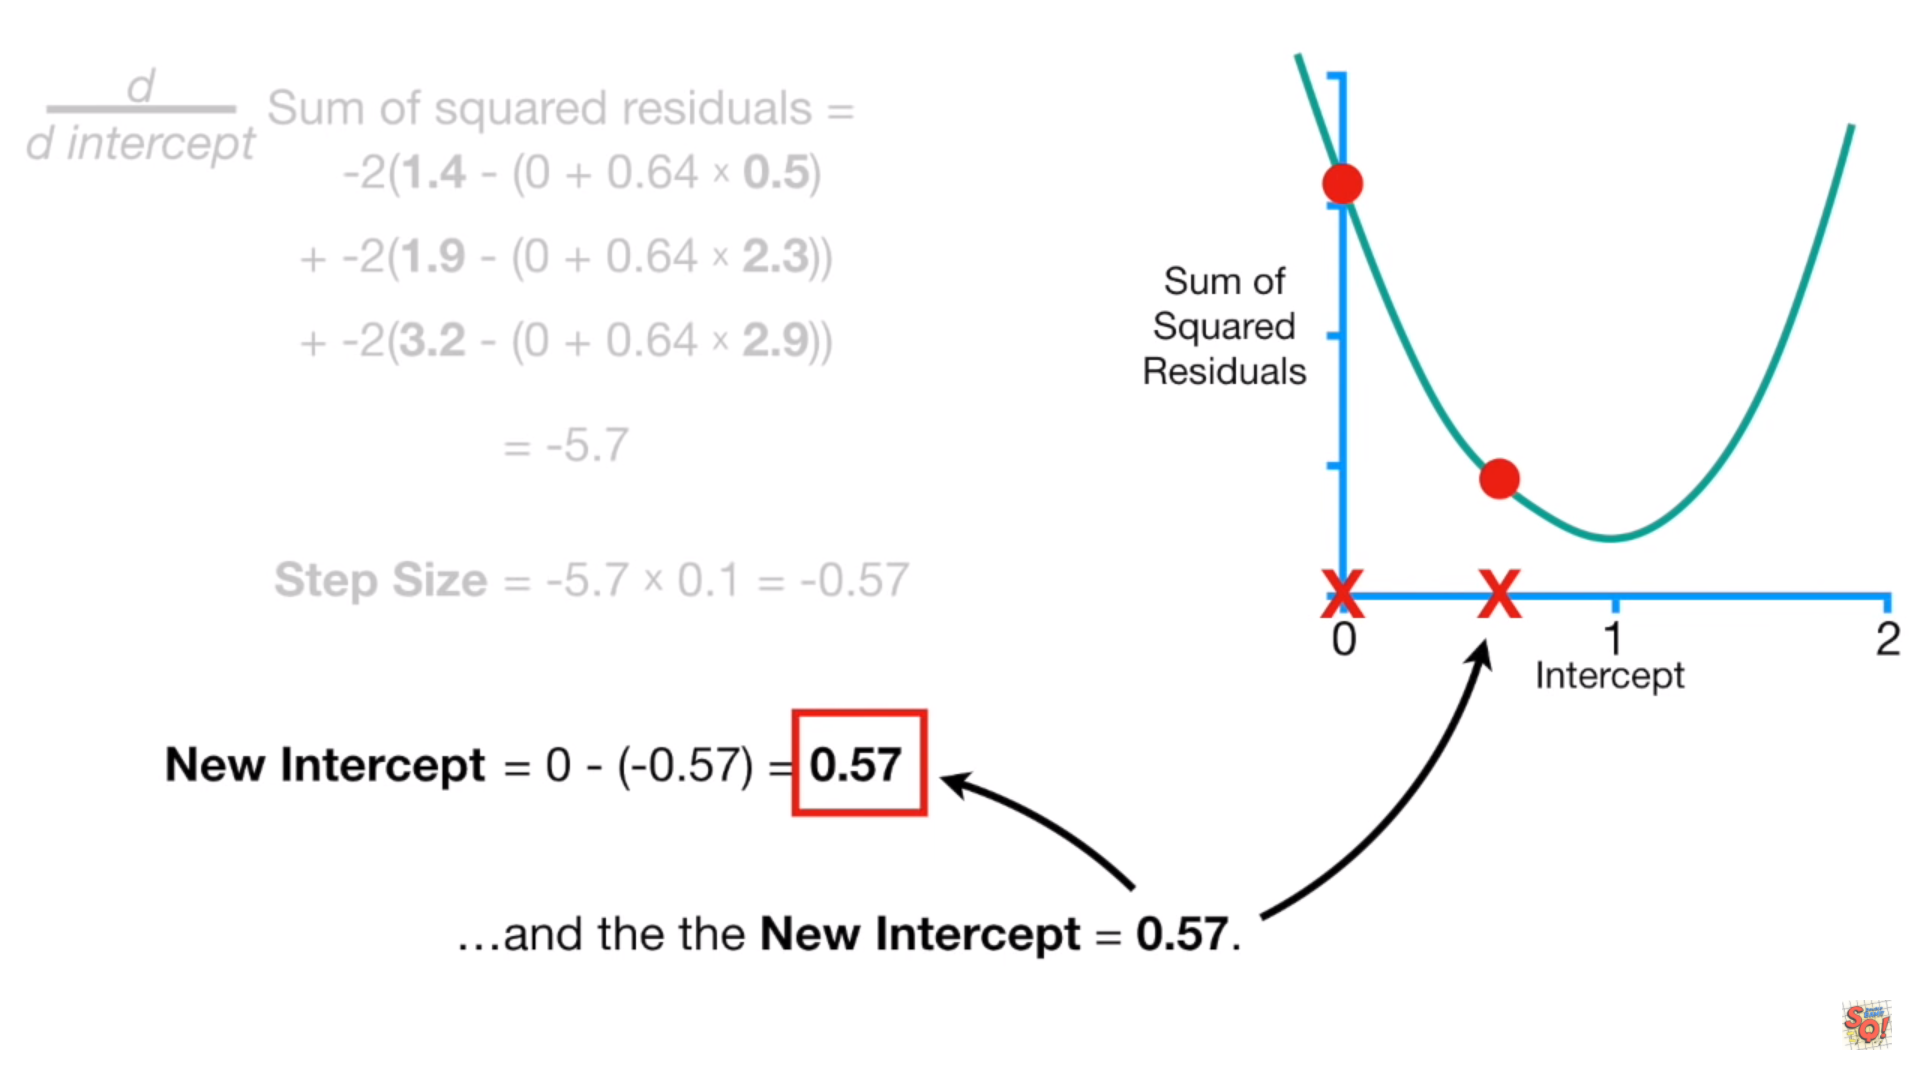 d
d intercept
Sum of squared residuals =
-2(1.4 - (0 + 0.64 × 0.5)
+ -2(1.9 - (0 + 0.64 × 2.3))
+ -2(3.2 - (0 + 0.64 × 2.9))
= -5.7
Step Size = -5.7 × 0.1 = -0.57
New Intercept = 0 - (-0.57) = 0.57
…and the the New Intercept = 0.57.
Sum of
Squared
Residuals
X X
0 1 2
Intercept
SQ!